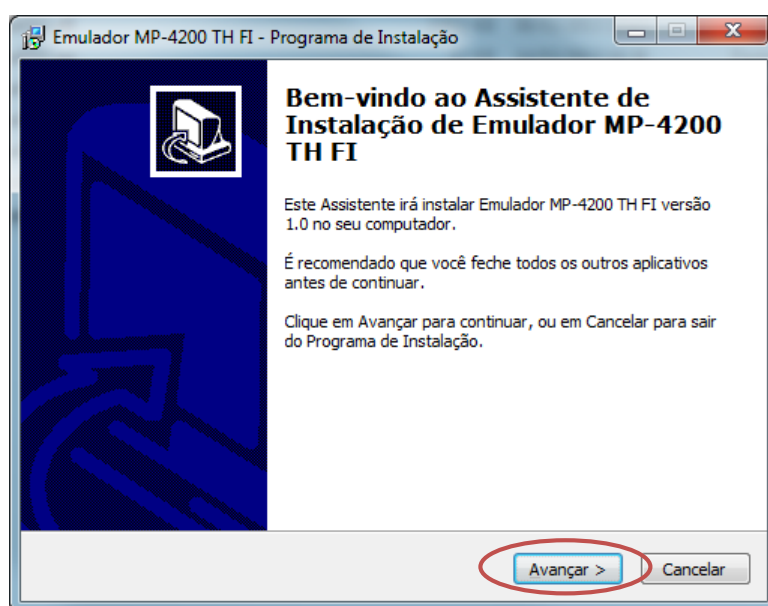 Emulador MP-4200 TH FI - Programa de Instalação
Bem-vindo ao Assistente de
Instalação de Emulador MP-4200
TH FI
Este Assistente irá instalar Emulador MP-4200 TH FI versão
1.0 no seu computador.
É recomendado que você feche todos os outros aplicativos
antes de continuar.
Clique em Avançar para continuar, ou em Cancelar para sair
do Programa de Instalação.
Avançar >
Cancelar